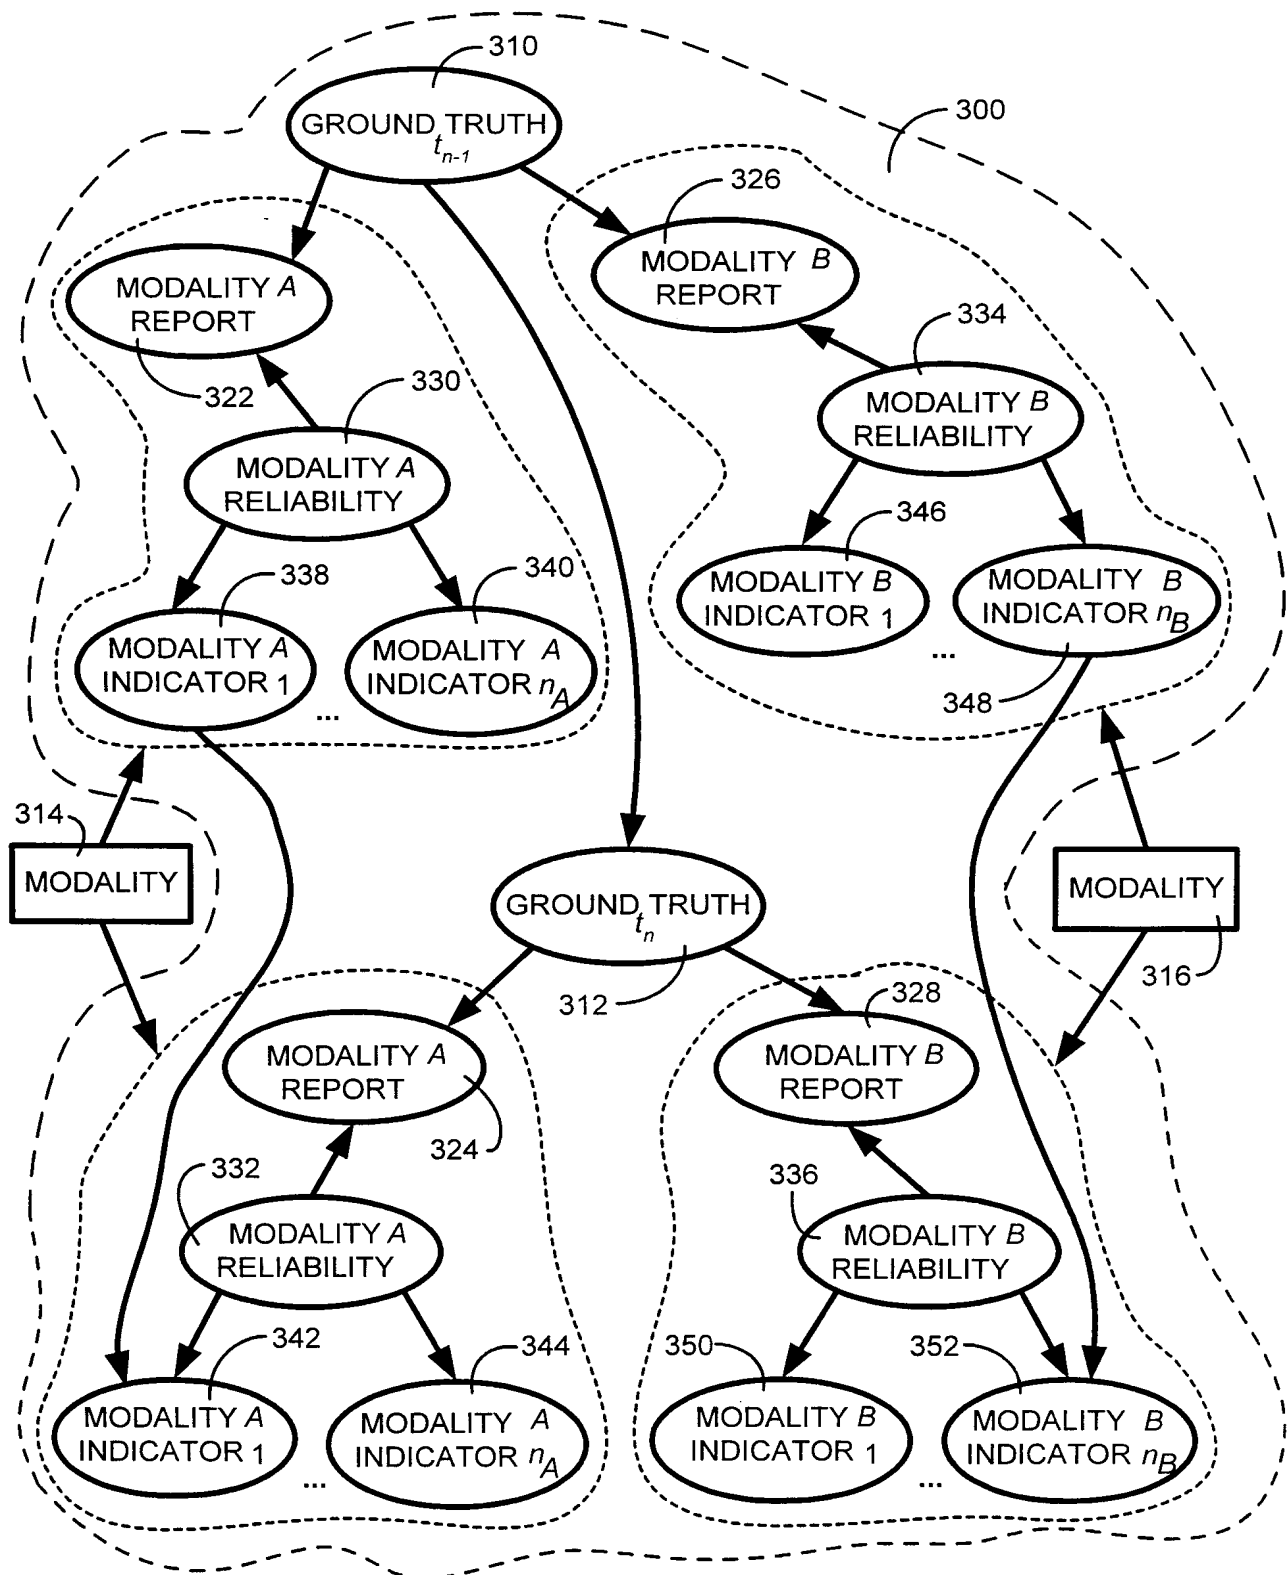 310
GROUND TRUTH
tn-1
300
326
MODALITY B
REPORT
MODALITY A
REPORT
322
334
330
MODALITY B
RELIABILITY
MODALITY A
RELIABILITY
346
338
340
MODALITY B
INDICATOR 1
MODALITY B
INDICATOR nB
...
348
MODALITY A
INDICATOR 1
MODALITY A
INDICATOR nA
...
314
MODALITY
MODALITY
316
GROUND TRUTH
tn
312
328
MODALITY A
REPORT
324
MODALITY B
REPORT
332
336
MODALITY A
RELIABILITY
MODALITY B
RELIABILITY
342
344
350
352
MODALITY A
INDICATOR 1
...
MODALITY A
INDICATOR nA
MODALITY B
INDICATOR 1
...
MODALITY B
INDICATOR nB